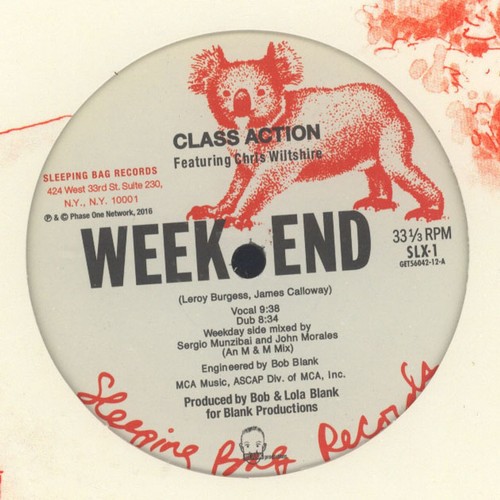 CLASS ACTION
Featuring Chris Wiltshire
SLEEPING BAG RECORDS
424 West 33rd St. Suite 230,
N.Y., N.Y. 10001
℗ & © Phase One Network, 2016
WEEK END
33 1/3 RPM
SLX-1
GET56042-12-A
(Leroy Burgess, James Calloway)
Vocal 9:38
Dub 8:34
Weekday side mixed by
Sergio Munzibai and John Morales
(An M & M Mix)
Engineered by Bob Blank
MCA Music, ASCAP Div. of MCA, Inc.
Produced by Bob & Lola Blank
for Blank Productions
Sleeping Bag Records